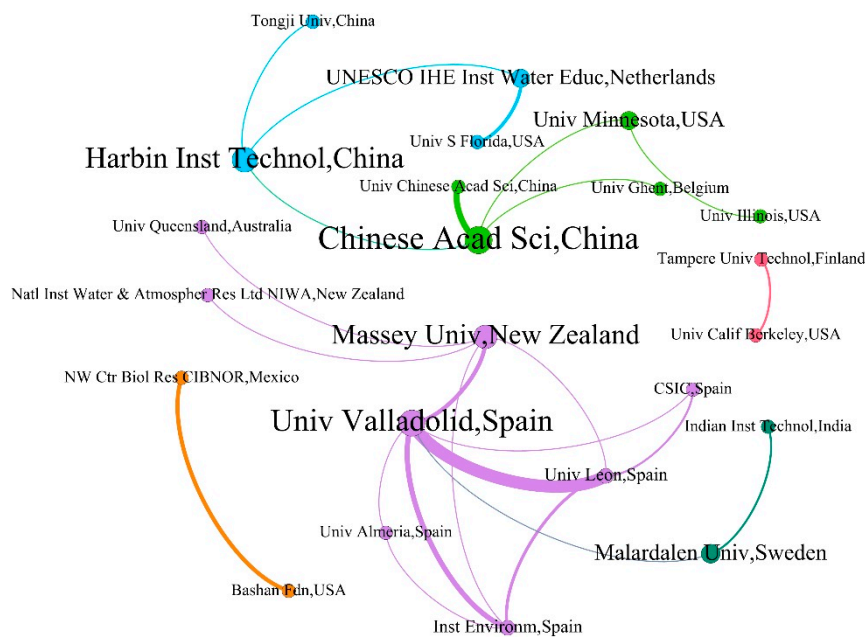 Tongji Univ,China
UNESCO IHE Inst Water Educ,Netherlands
Univ Minnesota,USA
Univ S Florida,USA
Harbin Inst Technol,China
Univ Chinese Acad Sci,China
Univ Ghent,Belgium
Univ Illinois,USA
Univ Queensland,Australia
Chinese Acad Sci,China
Tampere Univ Technol,Finland
Natl Inst Water & Atmospher Res Ltd NIWA,New Zealand
Massey Univ,New Zealand
Univ Calif Berkeley,USA
NW Ctr Biol Res CIBNOR,Mexico
CSIC,Spain
Univ Valladolid,Spain
Indian Inst Technol,India
Univ Leon,Spain
Univ Almeria,Spain
Malardalen Univ,Sweden
Bashan Fdn,USA
Inst Environm,Spain